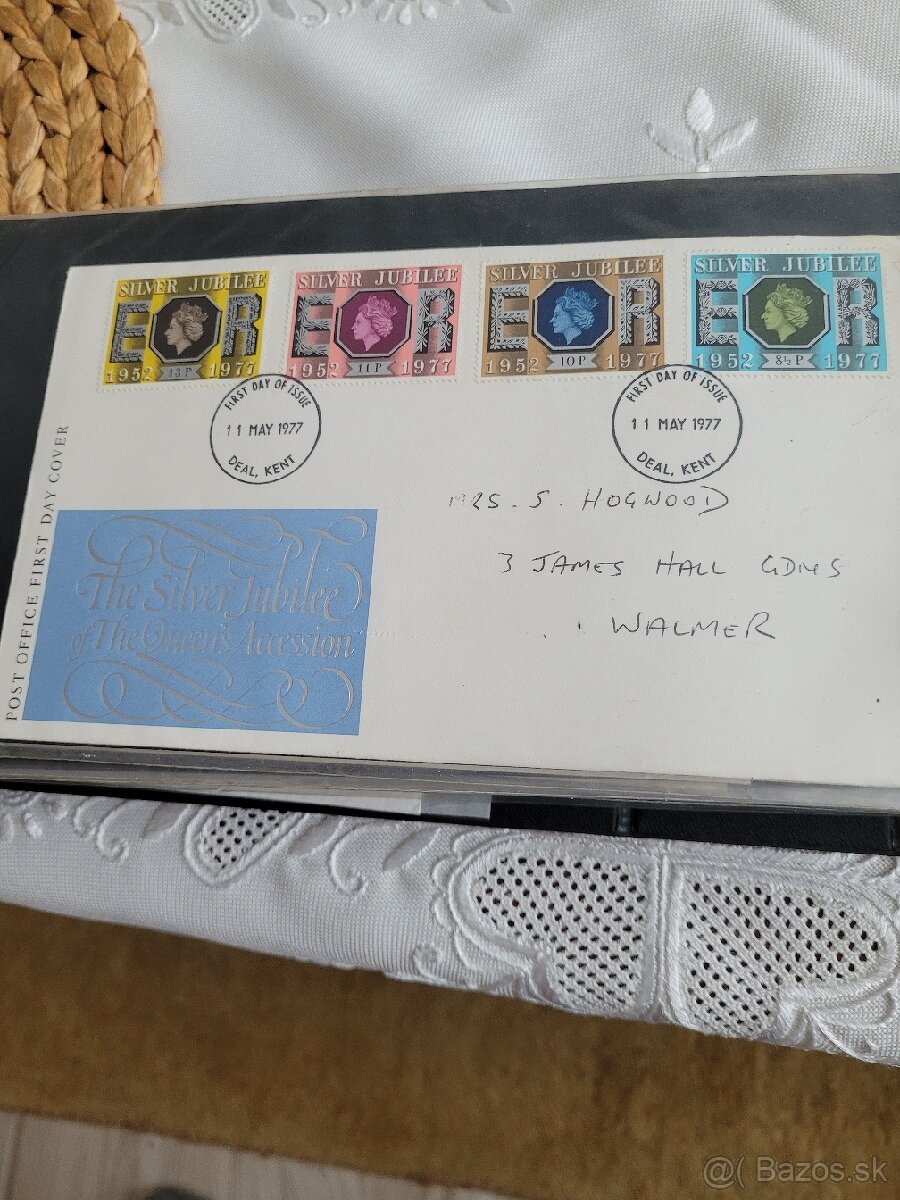 SILVER JUBILEE
E R
1952 13P 1977
SILVER JUBILEE
E R
1952 11P 1977
SILVER JUBILEE
E R
1952 10P 1977
SILVER JUBILEE
E R
1952 8½P 1977
FIRST DAY OF ISSUE
11 MAY 1977
DEAL, KENT
FIRST DAY OF ISSUE
11 MAY 1977
DEAL, KENT
POST OFFICE FIRST DAY COVER
MRS. S. HOGWOOD
3 JAMES HALL GDNS
WALMER
The Silver Jubilee
of The Queen's Accession
@( Bazos.sk